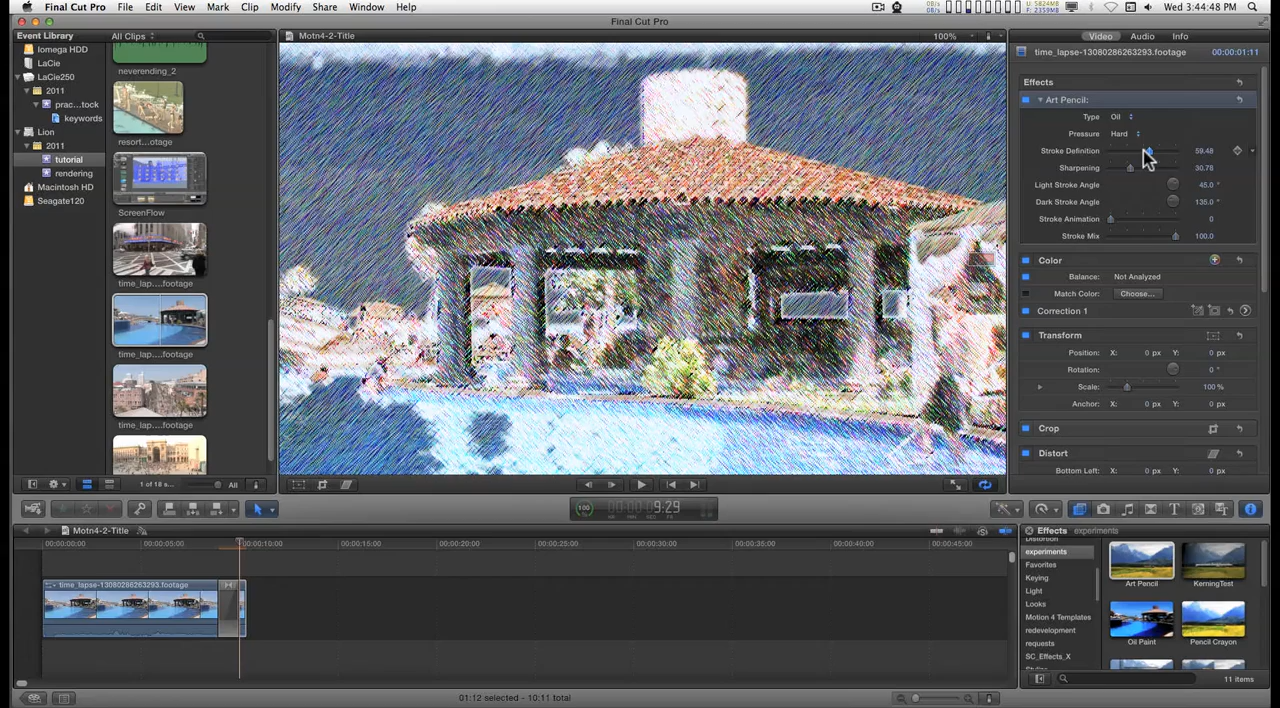 Final Cut Pro File Edit View Mark Clip Modify Share Window Help
Wed 3:44:48 PM
Final Cut Pro
Event Library
All Clips
Iomega HDD
LaCie
LaCie250
2011
prac...tock
keywords
Lion
2011
tutorial
rendering
Macintosh HD
Seagate120
neverending_2
resort...otage
ScreenFlow
time_lap...footage
time_lap...footage
time_lap...footage
1 of 18 s...
All
Motn4-2-Title
100%
Video Audio Info
time_lapse-13080286263293.footage 00:00:01:11
Effects
Art Pencil:
Type Oil
Pressure Hard
Stroke Definition 59.48
Sharpening 30.78
Light Stroke Angle 45.0 °
Dark Stroke Angle 135.0 °
Stroke Animation 0
Stroke Mix 100.0
Color
Balance: Not Analyzed
Match Color: Choose...
Correction 1
Transform
Position: X: 0 px Y: 0 px
Rotation: 0 °
Scale: 100 %
Anchor: X: 0 px Y: 0 px
Crop
Distort
Bottom Left: X: 0 px Y: 0 px
100
9:29
Motn4-2-Title
00:00:00:00 00:00:05:00 00:00:10:00 00:00:15:00 00:00:20:00 00:00:25:00 00:00:30:00 00:00:35:00 00:00:40:00 00:00:45:00
time_lapse-13080286263293.footage
Effects experiments
Distortion
experiments
Favorites
Keying
Light
Looks
Motion 4 Templates
redevelopment
requests
SC_Effects_X
Art Pencil
KerningTest
Oil Paint
Pencil Crayon
11 items
01:12 selected - 10:11 total